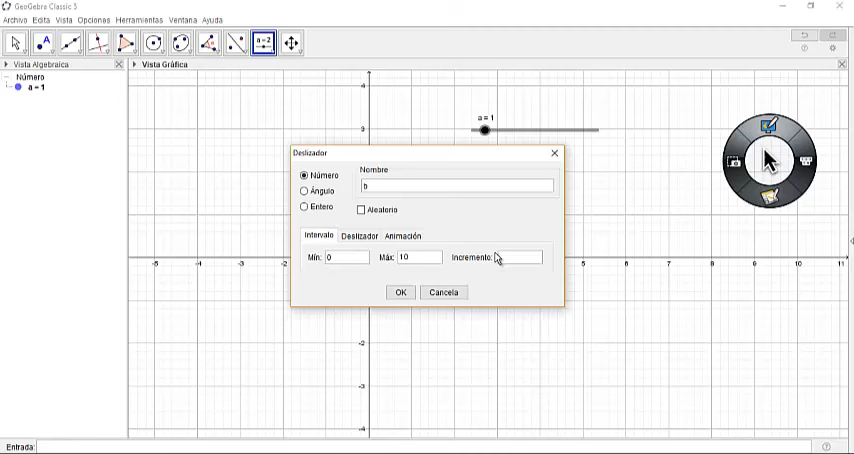 GeoGebra Classic 5
Archivo Edita Vista Opciones Herramientas Ventana Ayuda
A
a = 2
Vista Algebraica
Vista Gráfica
Número
a = 1
4
3
a = 1
Deslizador
Número
Ángulo
Entero
Nombre
b
Aleatorio
Intervalo Deslizador Animación
Mín: 0 Máx: 10 Incremento:
OK Cancela
-5 -4 -3 -2 5 6 7 8 9 10 11
-2
-3
-4
Entrada: